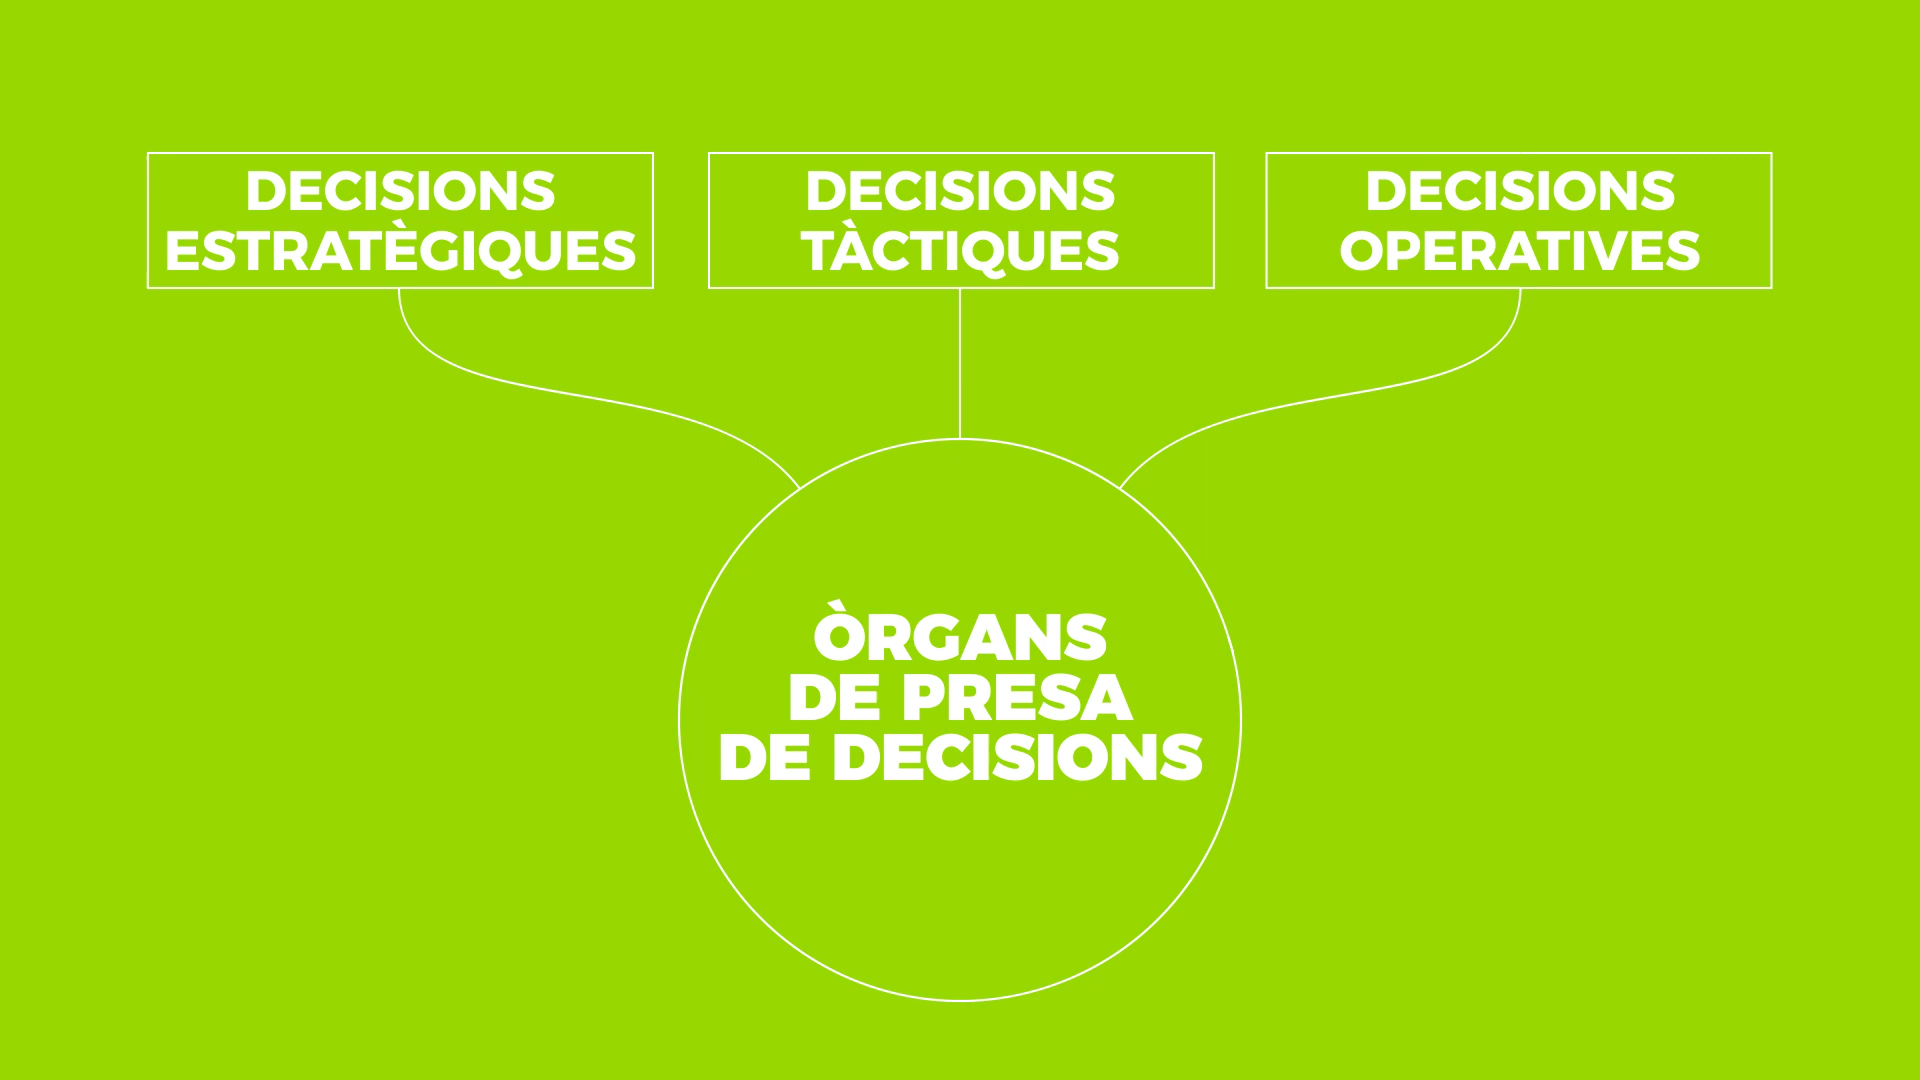 DECISIONS
ESTRATÈGIQUES
DECISIONS
TÀCTIQUES
DECISIONS
OPERATIVES
ÒRGANS
DE PRESA
DE DECISIONS